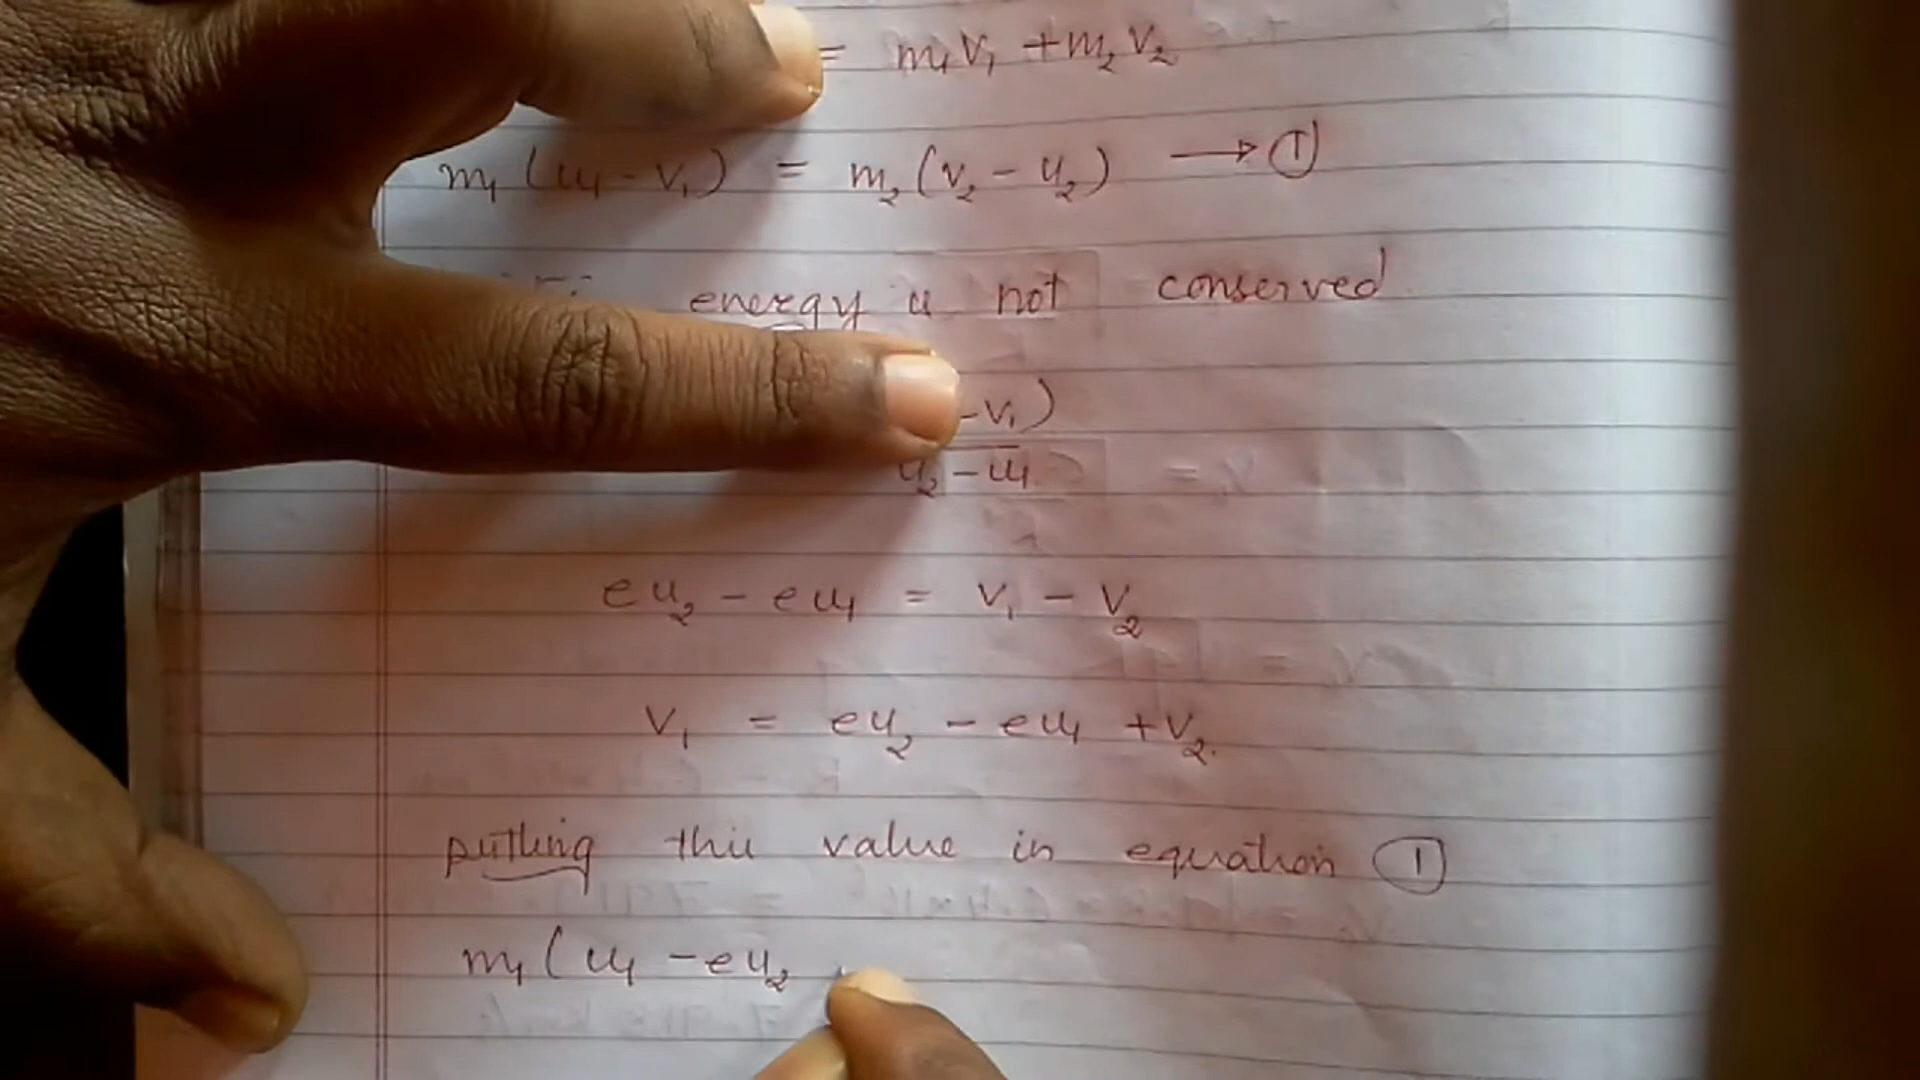 = m₁v₁ + m₂v₂
m₁(u₁ - v₁) = m₂(v₂ - u₂) → ①
energy is not conserved
- v₁)
u₂ - u₁
eu₂ - eu₁ = v₁ - v₂
v₁ = eu₂ - eu₁ + v₂.
putting this value in equation ①
m₁(u₁ - eu₂